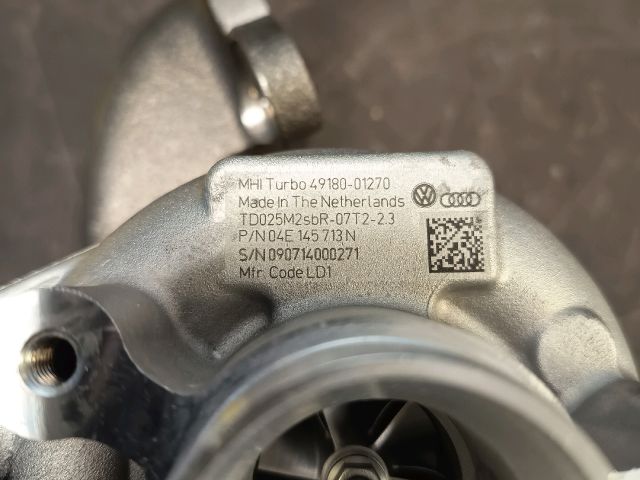 MHI Turbo 49180-01270
Made In The Netherlands
TD025M2sbR-07T2-2.3
P/N 04E 145 713 N
S/N 090714000271
Mfr. Code LD1